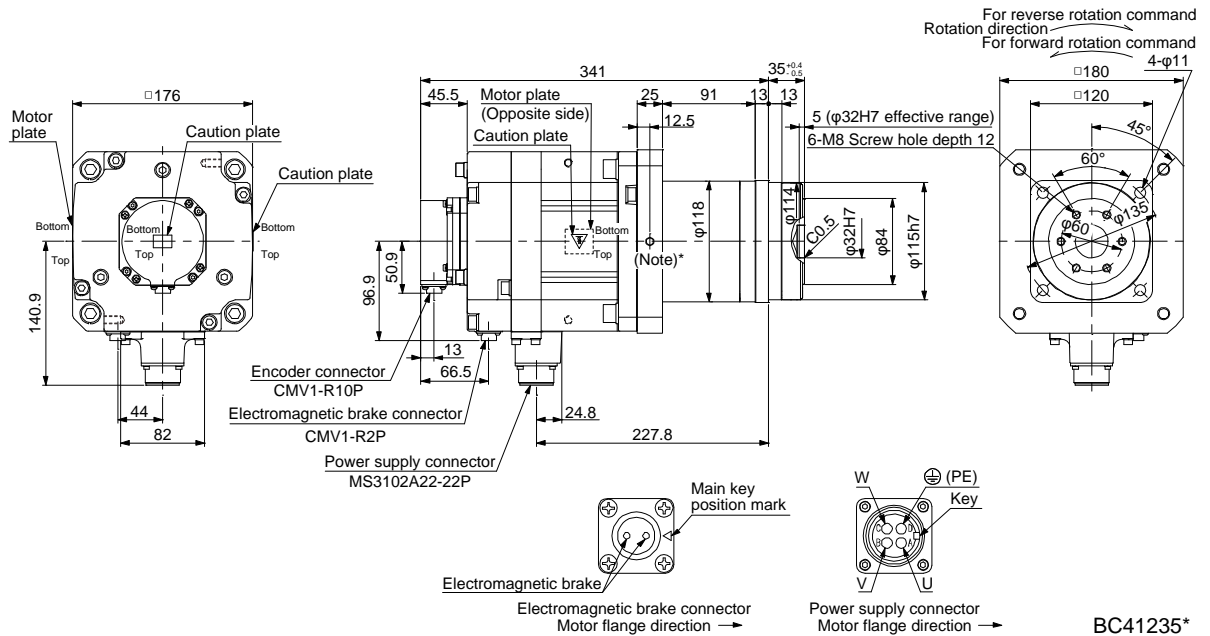 For reverse rotation command
Rotation direction
For forward rotation command
4-φ11
341
35 +0.4 -0.5
□180
□176
45.5
Motor plate (Opposite side)
25
91
13
13
□120
Motor plate
Caution plate
Caution plate
12.5
5 (φ32H7 effective range)
6-M8 Screw hole depth 12
45°
60°
Caution plate
Bottom
Top
Bottom
Top
Bottom
Top
Bottom
Top
(Note)*
φ118
φ114
C0.5
φ32H7
φ84
φ115h7
φ135
φ60
140.9
96.9
50.9
13
66.5
Encoder connector
CMV1-R10P
44
82
Electromagnetic brake connector
CMV1-R2P
24.8
227.8
Power supply connector
MS3102A22-22P
Main key position mark
Electromagnetic brake
Electromagnetic brake connector
Motor flange direction →
W
(PE)
Key
C
D
B
A
V
U
Power supply connector
Motor flange direction →
BC41235*